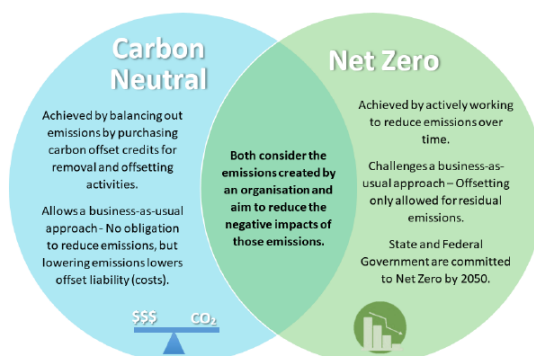 Carbon
Neutral
Achieved by balancing out
emissions by purchasing
carbon offset credits for
removal and offsetting
activities.
Allows a business-as-usual
approach - No obligation
to reduce emissions, but
lowering emissions lowers
offset liability (costs).
$$$ CO₂
Both consider the
emissions created by
an organisation and
aim to reduce the
negative impacts of
those emissions.
Net Zero
Achieved by actively working
to reduce emissions over
time.
Challenges a business-as-
usual approach – Offsetting
only allowed for residual
emissions.
State and Federal
Government are committed
to Net Zero by 2050.